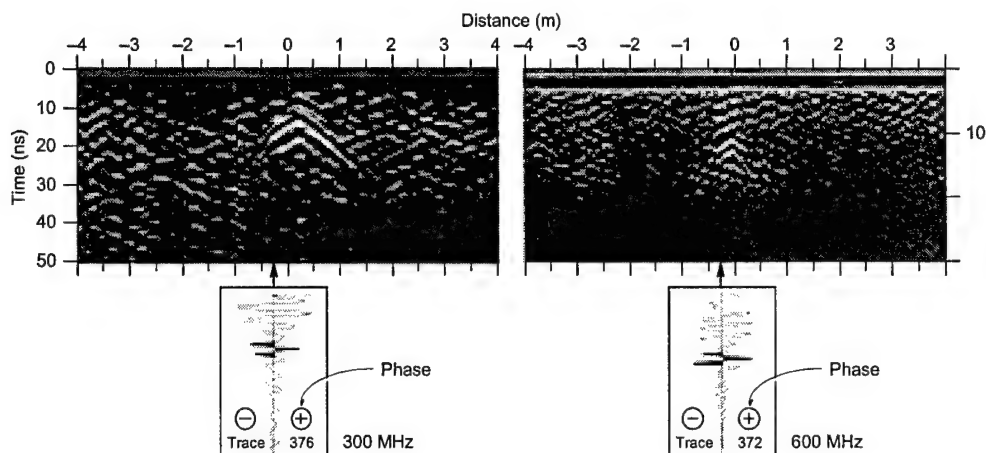 Distance (m)
−4 −3 −2 −1 0 1 2 3 4
−4 −3 −2 −1 0 1 2 3
0
10
20
30
40
50
Time (ns)
10
Phase
− +
Trace 376 300 MHz
Phase
− +
Trace 372 600 MHz